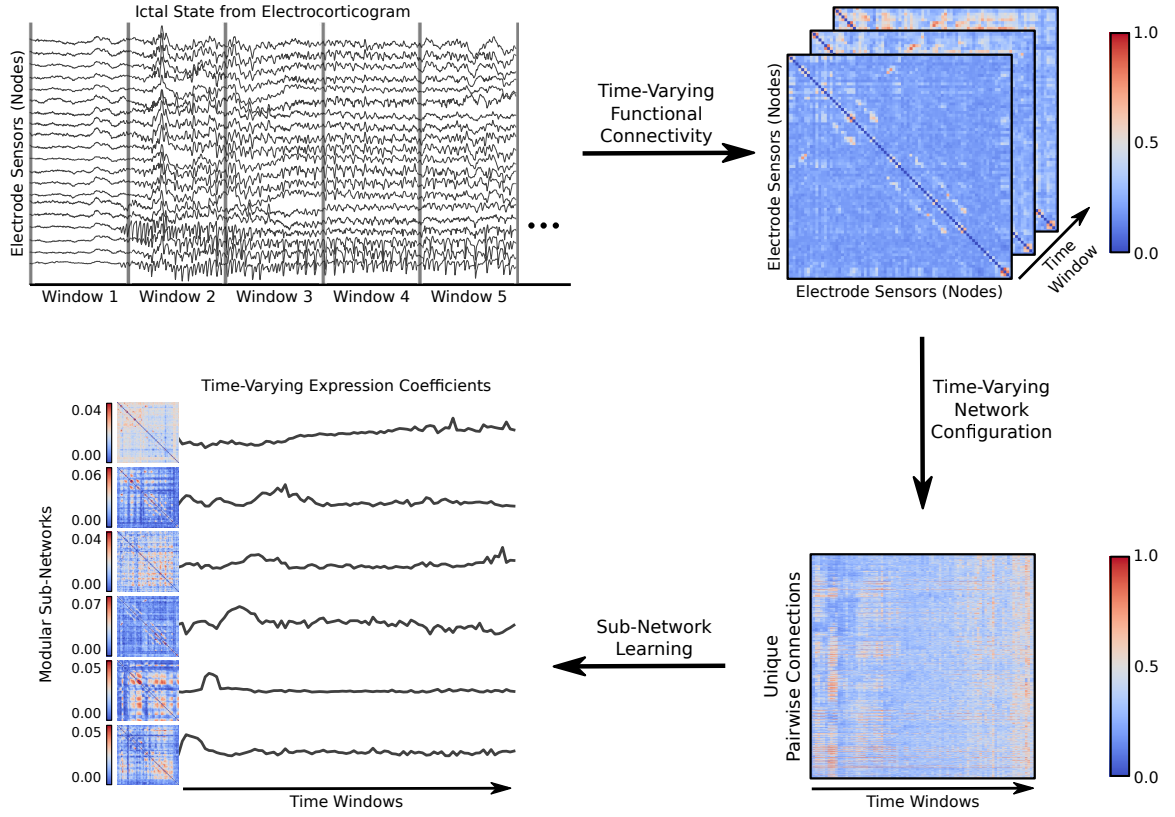 Ictal State from Electrocorticogram
Electrode Sensors (Nodes)
Window 1 Window 2 Window 3 Window 4 Window 5
...
Time-Varying
Functional
Connectivity
Electrode Sensors (Nodes)
Electrode Sensors (Nodes)
Time
Window
1.0
0.5
0.0
Time-Varying
Network
Configuration
Unique
Pairwise Connections
Time Windows
1.0
0.5
0.0
Sub-Network
Learning
Time-Varying Expression Coefficients
Modular Sub-Networks
0.04
0.00
0.06
0.00
0.04
0.00
0.07
0.00
0.05
0.00
0.05
0.00
Time Windows